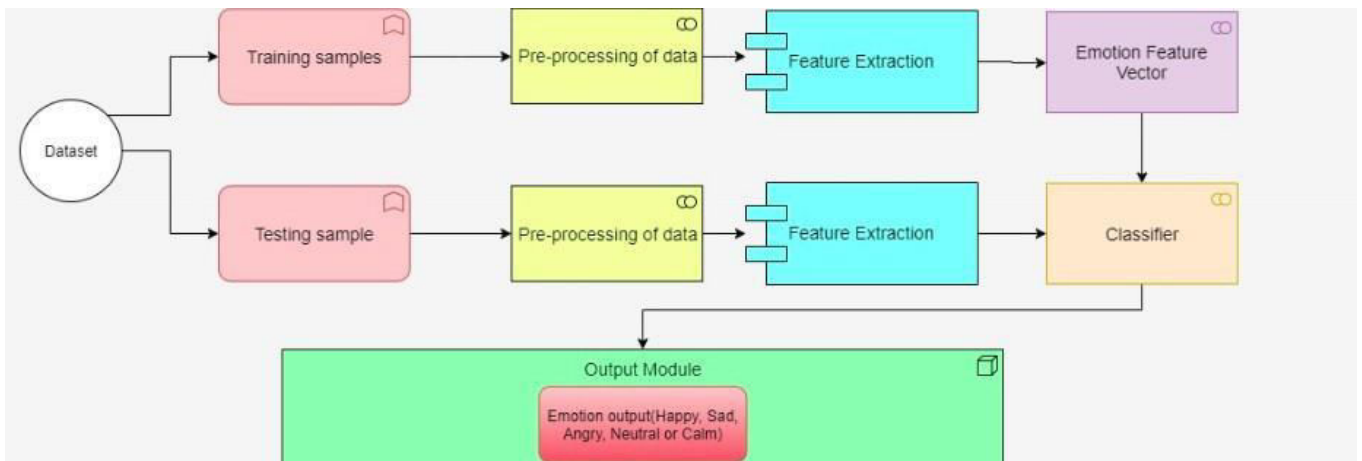 Training samples
Pre-processing of data
Feature Extraction
Emotion Feature
Vector
Dataset
Testing sample
Pre-processing of data
Feature Extraction
Classifier
Output Module
Emotion output(Happy, Sad,
Angry, Neutral or Calm)